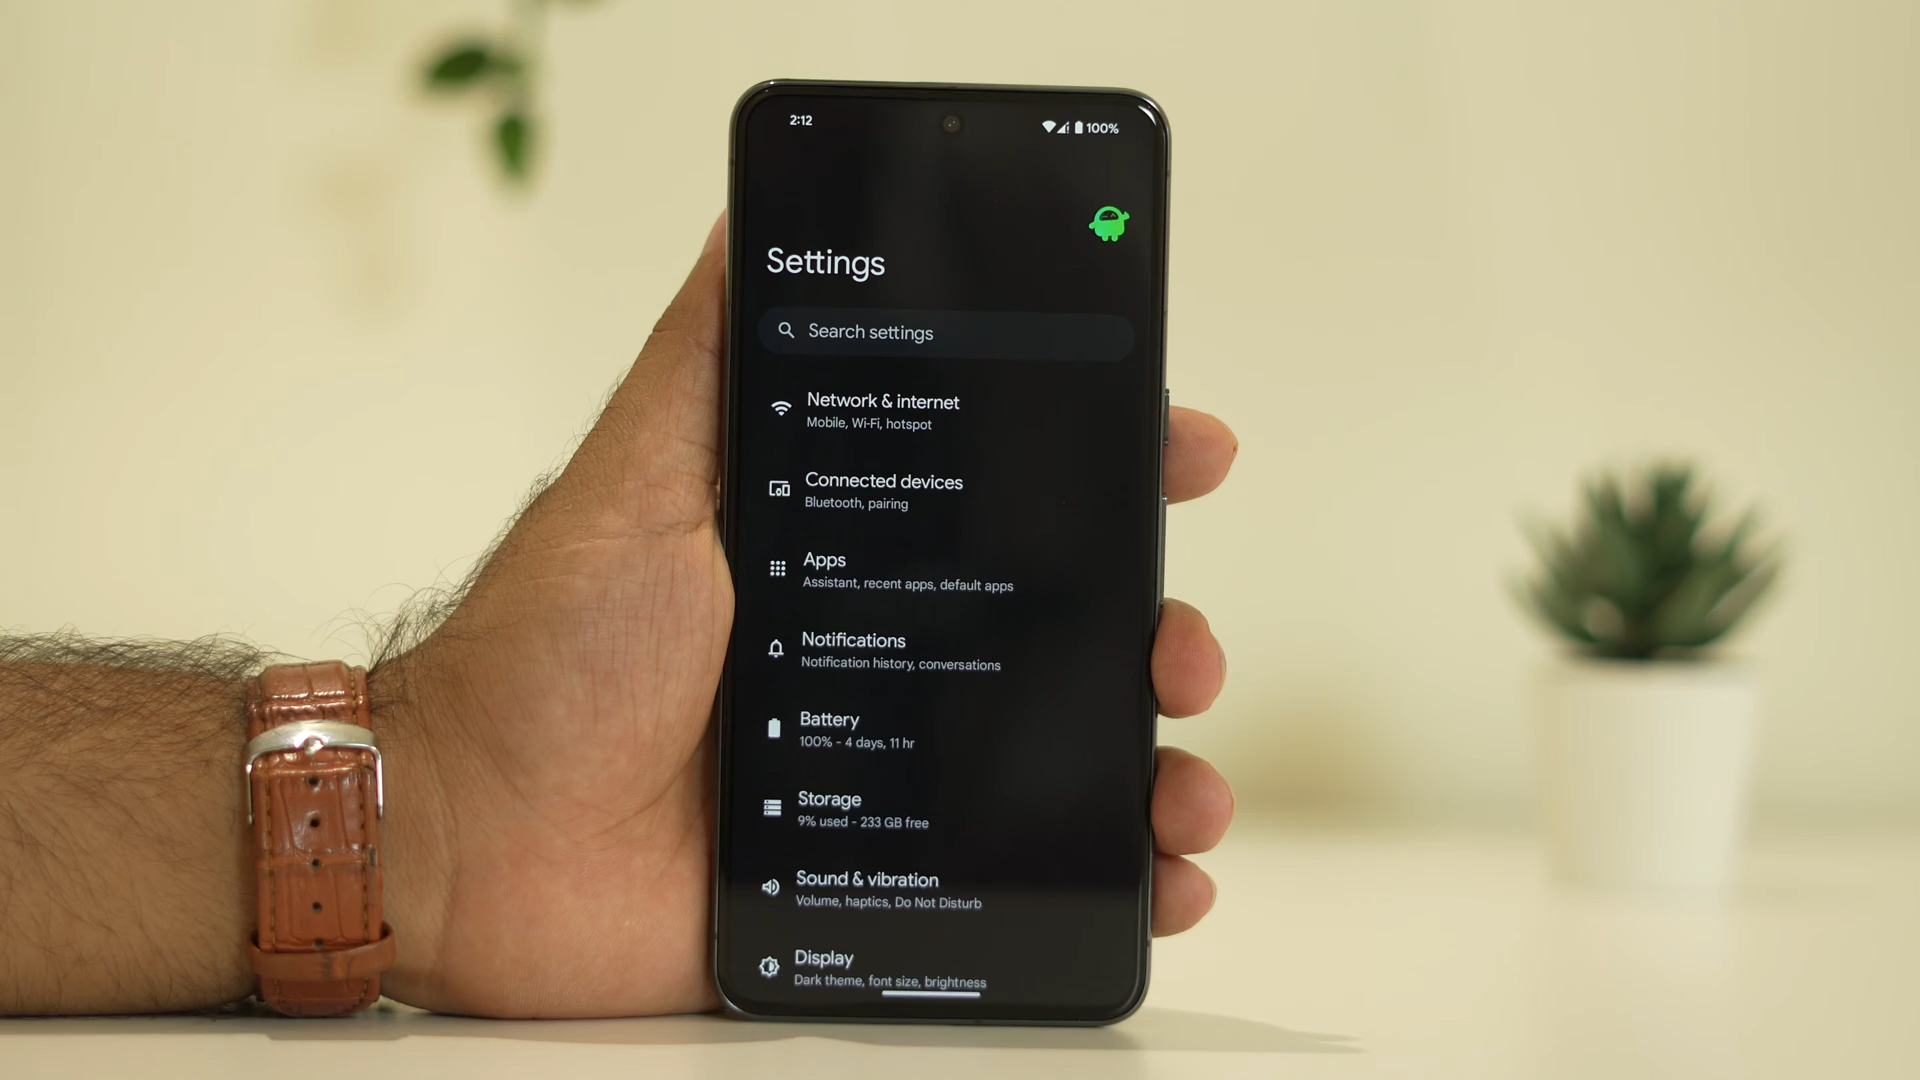 2:12
100%
Settings
Search settings
Network & internet
Mobile, Wi-Fi, hotspot
Connected devices
Bluetooth, pairing
Apps
Assistant, recent apps, default apps
Notifications
Notification history, conversations
Battery
100% - 4 days, 11 hr
Storage
9% used - 233 GB free
Sound & vibration
Volume, haptics, Do Not Disturb
Display
Dark theme, font size, brightness